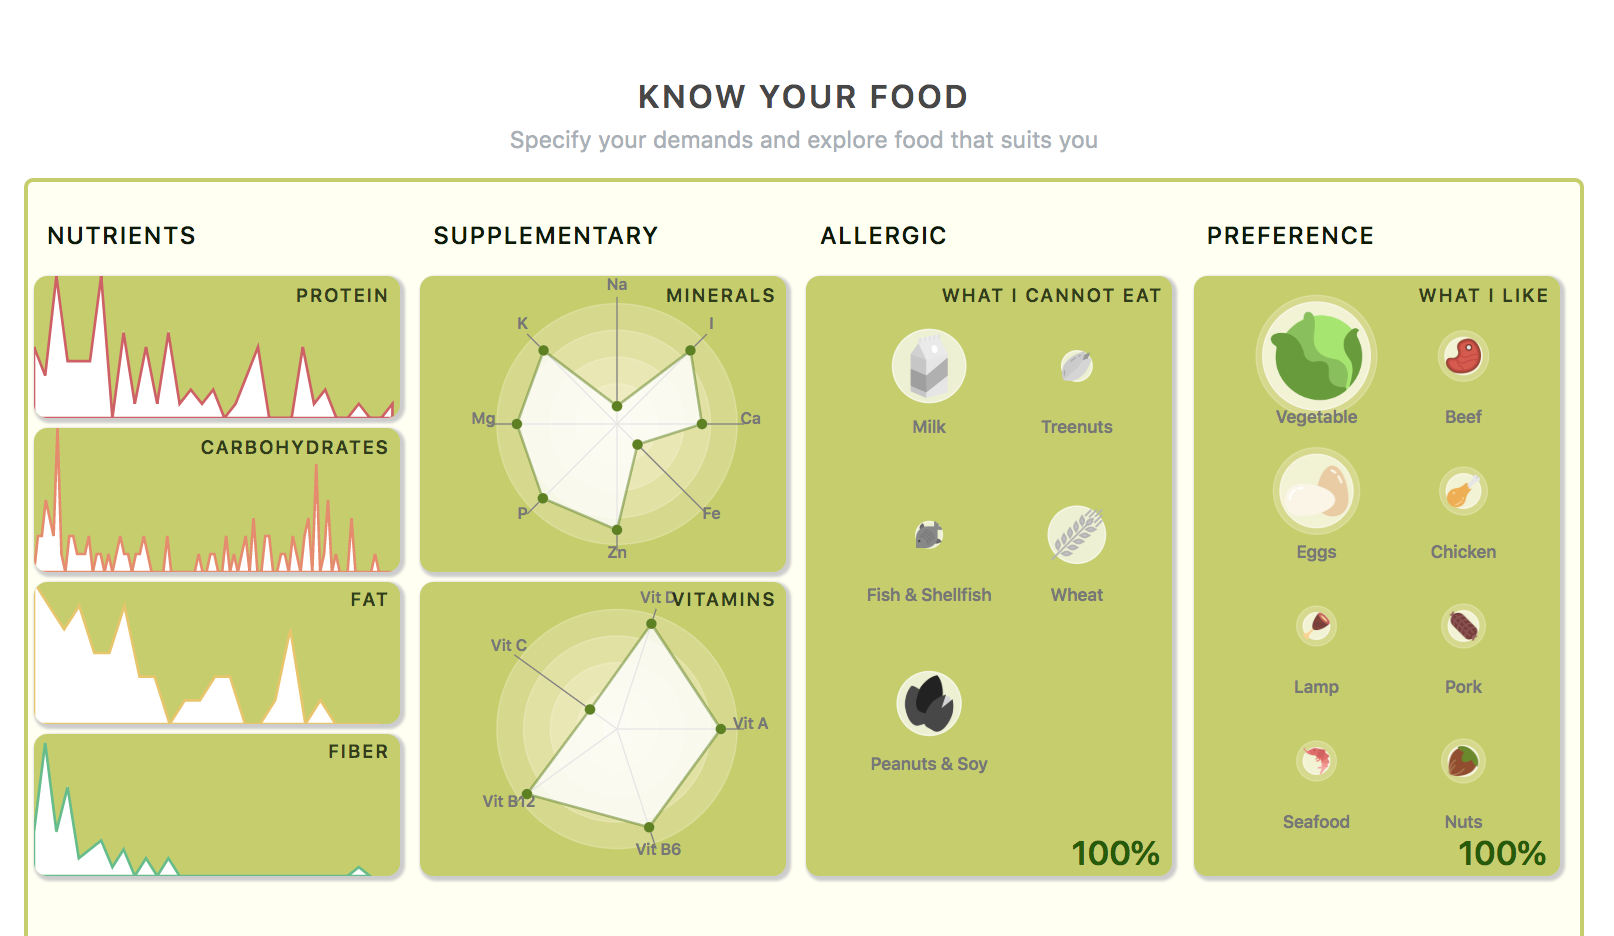 KNOW YOUR FOOD
Specify your demands and explore food that suits you
NUTRIENTS
PROTEIN
CARBOHYDRATES
FAT
FIBER
SUPPLEMENTARY
MINERALS
Na
K
I
Mg
Ca
P
Fe
Zn
VITAMINS
Vit D
Vit C
Vit A
Vit B12
Vit B6
ALLERGIC
WHAT I CANNOT EAT
Milk
Treenuts
Fish & Shellfish
Wheat
Peanuts & Soy
100%
PREFERENCE
WHAT I LIKE
Vegetable
Beef
Eggs
Chicken
Lamp
Pork
Seafood
Nuts
100%